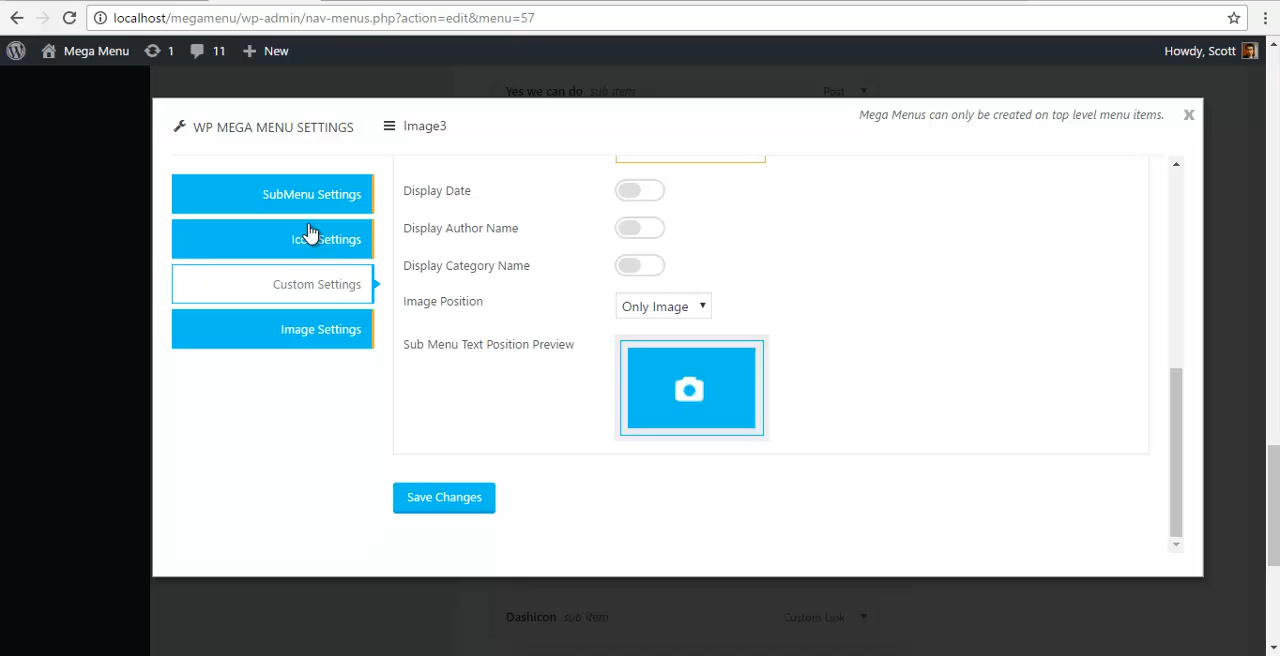 localhost/megamenu/wp-admin/nav-menus.php?action=edit&menu=57
Mega Menu 1 11 New Howdy, Scott
Yes we can do sub item Post
WP MEGA MENU SETTINGS Image3 Mega Menus can only be created on top level menu items. X
SubMenu Settings
Icon Settings
Custom Settings
Image Settings
Display Date
Display Author Name
Display Category Name
Image Position Only Image
Sub Menu Text Position Preview
Save Changes
Dashicon sub item Custom Link